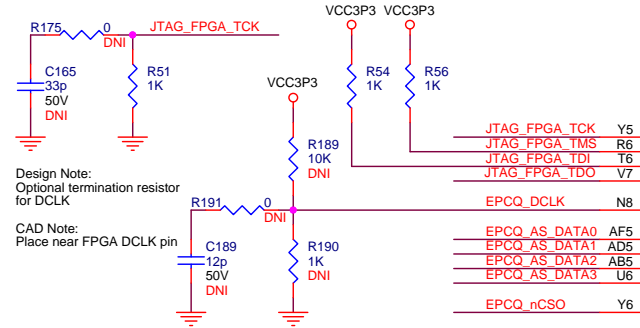 R175
0
DNI
JTAG_FPGA_TCK
C165
33p
50V
DNI
R51
1K
VCC3P3
VCC3P3
R54
1K
R56
1K
VCC3P3
R189
10K
DNI
JTAG_FPGA_TCK Y5
JTAG_FPGA_TMS R6
JTAG_FPGA_TDI T6
JTAG_FPGA_TDO V7
Design Note:
Optional termination resistor
for DCLK
CAD Note:
Place near FPGA DCLK pin
R191
0
DNI
EPCQ_DCLK N8
C189
12p
50V
DNI
R190
1K
DNI
EPCQ_AS_DATA0 AF5
EPCQ_AS_DATA1 AD5
EPCQ_AS_DATA2 AB5
EPCQ_AS_DATA3 U6
EPCQ_nCSO Y6